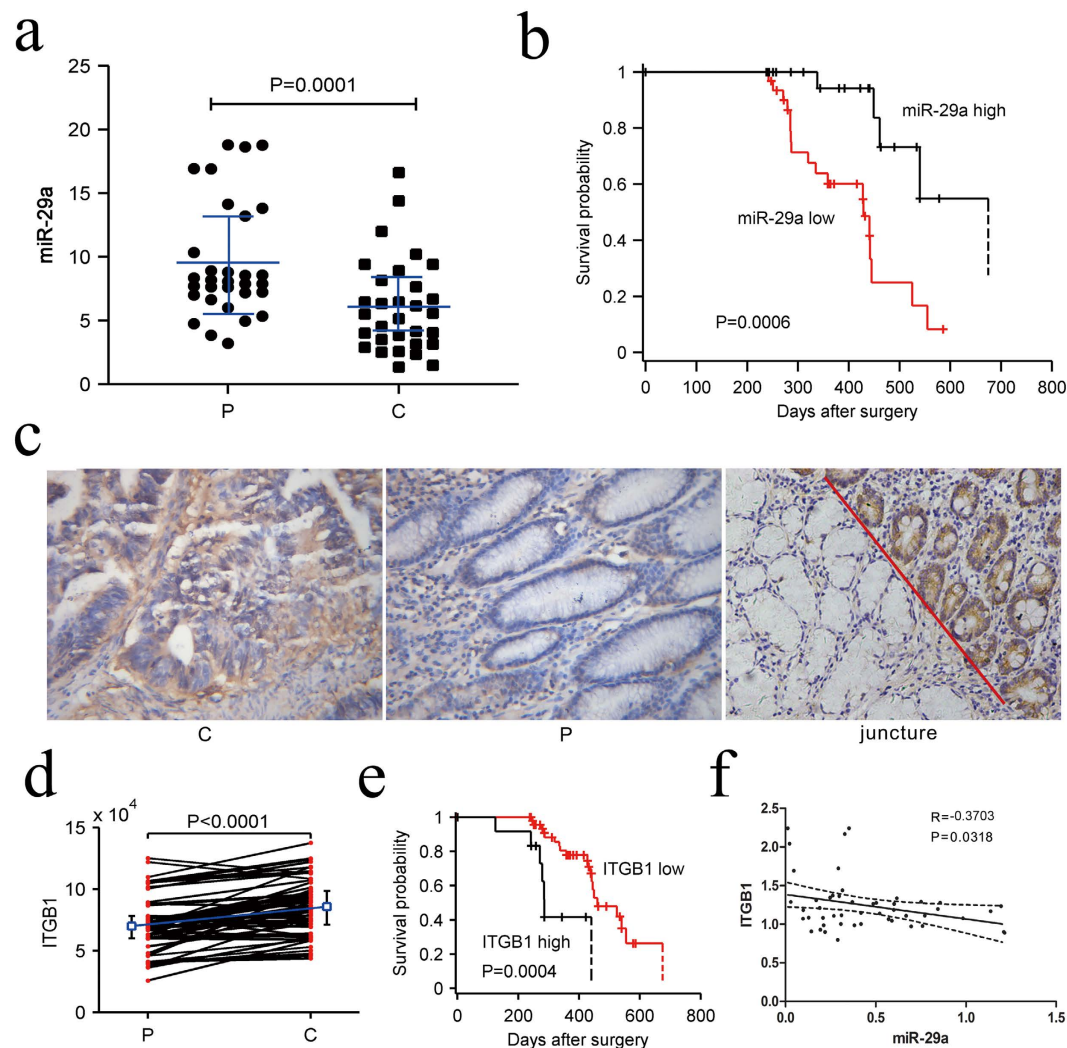 a
miR-29a
25
20
15
10
5
0
P=0.0001
P
C
b
Survival probability
1
0.8
0.6
0.4
0.2
0
miR-29a high
miR-29a low
P=0.0006
0 100 200 300 400 500 600 700 800
Days after surgery
c
C
P
juncture
d
x 10⁴
ITGB1
15
10
5
0
P<0.0001
P
C
e
Survival probability
1
0.8
0.6
0.4
0.2
0
ITGB1 low
ITGB1 high
P=0.0004
0 200 400 600 800
Days after surgery
f
ITGB1
2.5
2.0
1.5
1.0
0.5
0.0
R=-0.3703
P=0.0318
0.0 0.5 1.0 1.5
miR-29a